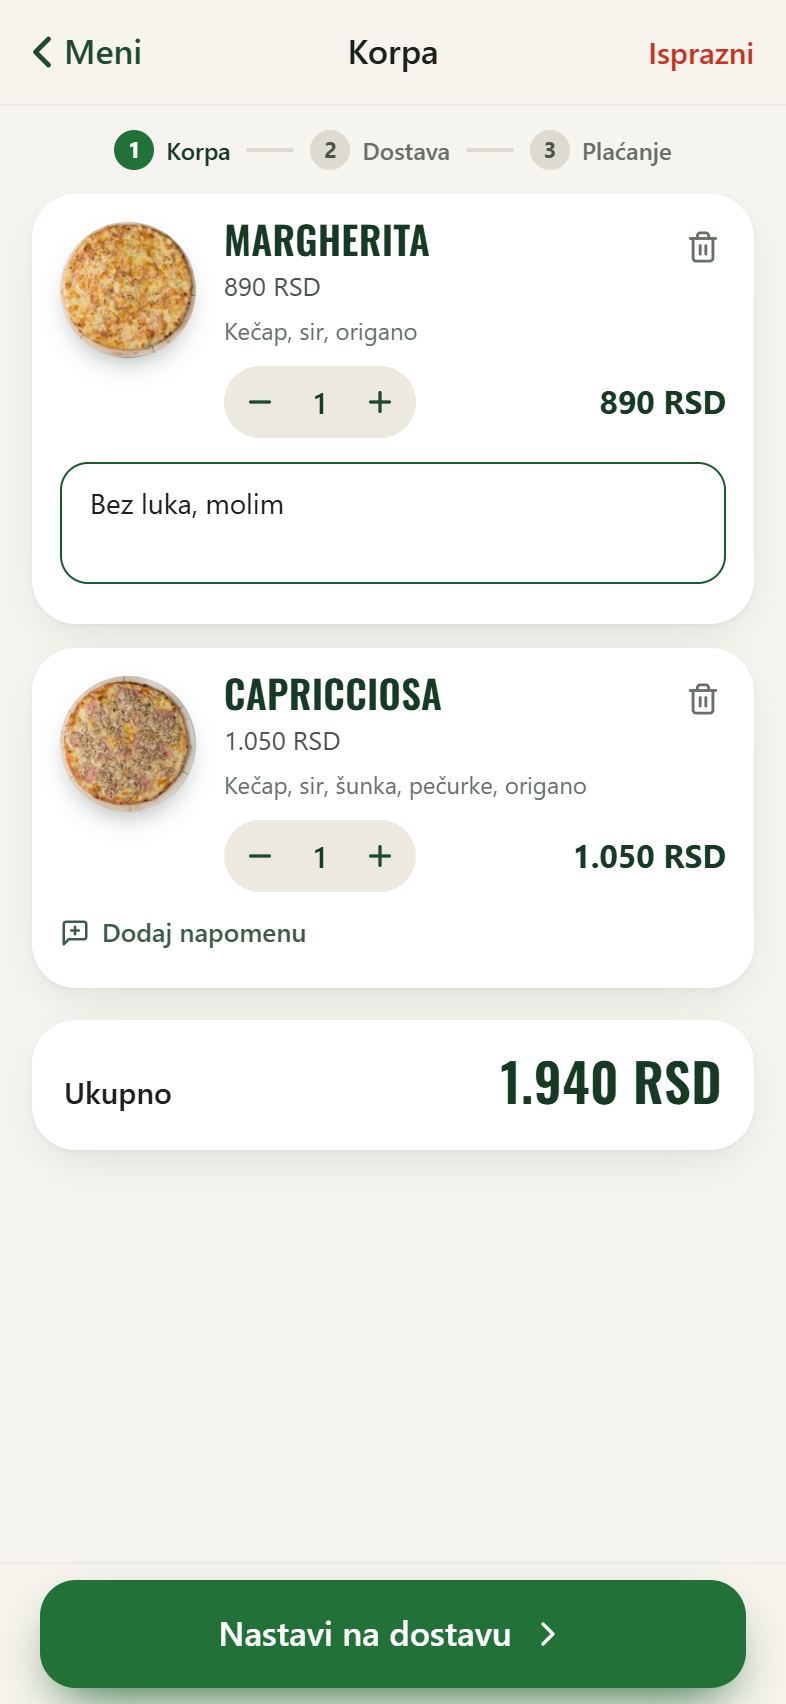 Meni
Korpa
Isprazni
1 Korpa
2 Dostava
3 Plaćanje
MARGHERITA
890 RSD
Kečap, sir, origano
1
890 RSD
Bez luka, molim
CAPRICCIOSA
1.050 RSD
Kečap, sir, šunka, pečurke, origano
1
1.050 RSD
Dodaj napomenu
Ukupno
1.940 RSD
Nastavi na dostavu